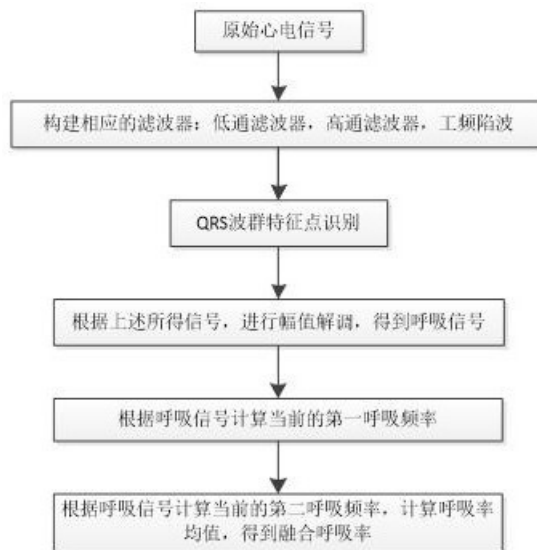 原始心电信号
构建相应的滤波器：低通滤波器，高通滤波器，工频陷波
QRS波群特征点识别
根据上述所得信号，进行幅值解调，得到呼吸信号
根据呼吸信号计算当前的第一呼吸频率
根据呼吸信号计算当前的第二呼吸频率，计算呼吸率
均值，得到融合呼吸率